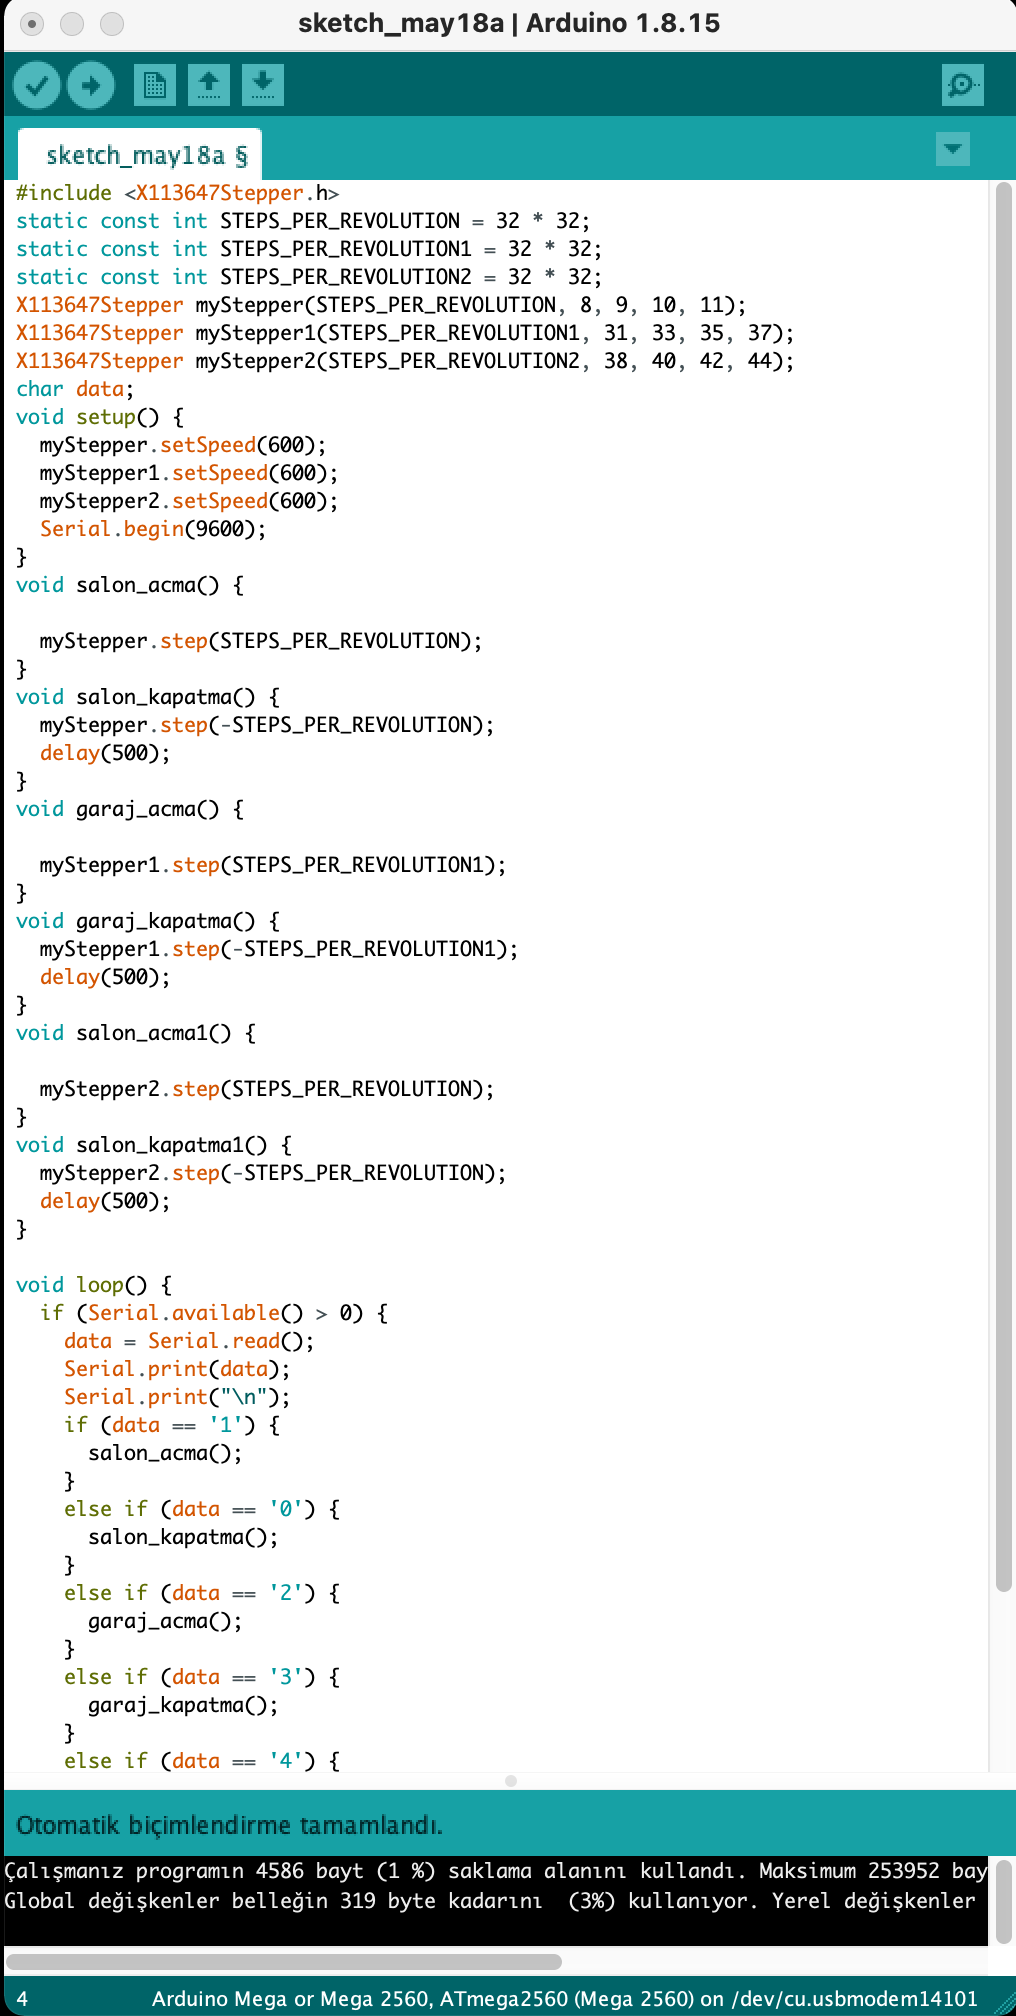 sketch_may18a | Arduino 1.8.15
sketch_may18a §
#include <X113647Stepper.h>
static const int STEPS_PER_REVOLUTION = 32 * 32;
static const int STEPS_PER_REVOLUTION1 = 32 * 32;
static const int STEPS_PER_REVOLUTION2 = 32 * 32;
X113647Stepper myStepper(STEPS_PER_REVOLUTION, 8, 9, 10, 11);
X113647Stepper myStepper1(STEPS_PER_REVOLUTION1, 31, 33, 35, 37);
X113647Stepper myStepper2(STEPS_PER_REVOLUTION2, 38, 40, 42, 44);
char data;
void setup() {
  myStepper.setSpeed(600);
  myStepper1.setSpeed(600);
  myStepper2.setSpeed(600);
  Serial.begin(9600);
}
void salon_acma() {

  myStepper.step(STEPS_PER_REVOLUTION);
}
void salon_kapatma() {
  myStepper.step(-STEPS_PER_REVOLUTION);
  delay(500);
}
void garaj_acma() {

  myStepper1.step(STEPS_PER_REVOLUTION1);
}
void garaj_kapatma() {
  myStepper1.step(-STEPS_PER_REVOLUTION1);
  delay(500);
}
void salon_acma1() {

  myStepper2.step(STEPS_PER_REVOLUTION);
}
void salon_kapatma1() {
  myStepper2.step(-STEPS_PER_REVOLUTION);
  delay(500);
}

void loop() {
  if (Serial.available() > 0) {
    data = Serial.read();
    Serial.print(data);
    Serial.print("\n");
    if (data == '1') {
      salon_acma();
    }
    else if (data == '0') {
      salon_kapatma();
    }
    else if (data == '2') {
      garaj_acma();
    }
    else if (data == '3') {
      garaj_kapatma();
    }
    else if (data == '4') {
Otomatik biçimlendirme tamamlandı.
Çalışmanız programın 4586 bayt (1 %) saklama alanını kullandı. Maksimum 253952 bay
Global değişkenler belleğin 319 byte kadarını  (3%) kullanıyor. Yerel değişkenler
4 Arduino Mega or Mega 2560, ATmega2560 (Mega 2560) on /dev/cu.usbmodem14101